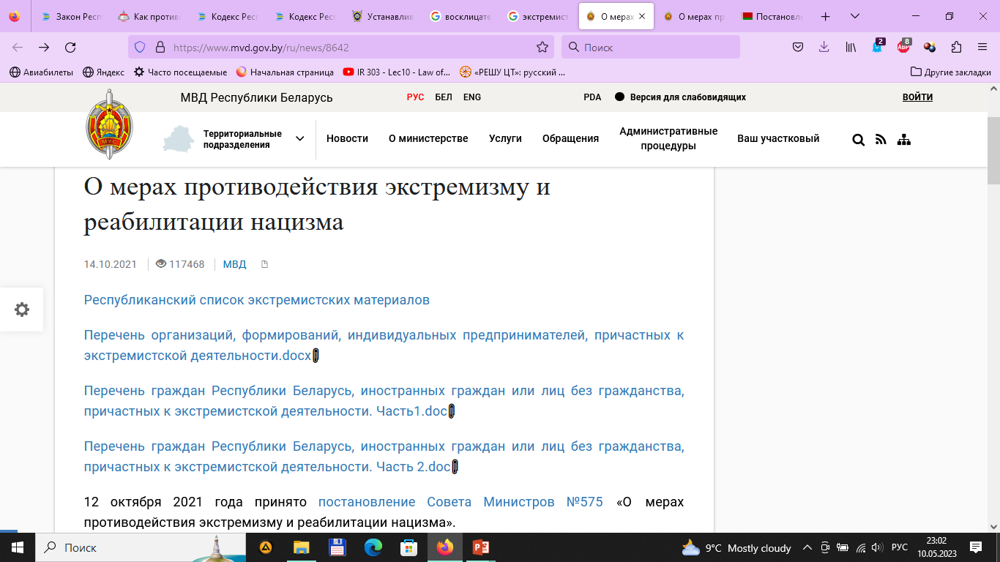 Закон Респ
Как против
Кодекс Рес
Кодекс Рес
Устанавлив
восклицате
экстремист
О мерах
О мерах пр
Постановл
https://www.mvd.gov.by/ru/news/8642
Поиск
2
8
ABP
Авиабилеты
Яндекс
Часто посещаемые
Начальная страница
IR 303 - Lec10 - Law of...
«РЕШУ ЦТ»: русский ...
Другие закладки
МВД Республики Беларусь
РУС БЕЛ ENG
PDA
Версия для слабовидящих
ВОЙТИ
МУС
Территориальные
подразделения
Новости
О министерстве
Услуги
Обращения
Административные
процедуры
Ваш участковый
О мерах противодействия экстремизму и
реабилитации нацизма
14.10.2021
117468
МВД
Республиканский список экстремистских материалов
Перечень организаций, формирований, индивидуальных предпринимателей, причастных к
экстремистской деятельности.docx
Перечень граждан Республики Беларусь, иностранных граждан или лиц без гражданства,
причастных к экстремистской деятельности. Часть1.doc
Перечень граждан Республики Беларусь, иностранных граждан или лиц без гражданства,
причастных к экстремистской деятельности. Часть 2.doc
12 октября 2021 года принято постановление Совета Министров №575 «О мерах
противодействия экстремизму и реабилитации нацизма».
Поиск
9°C Mostly cloudy
РУС
23:02
10.05.2023